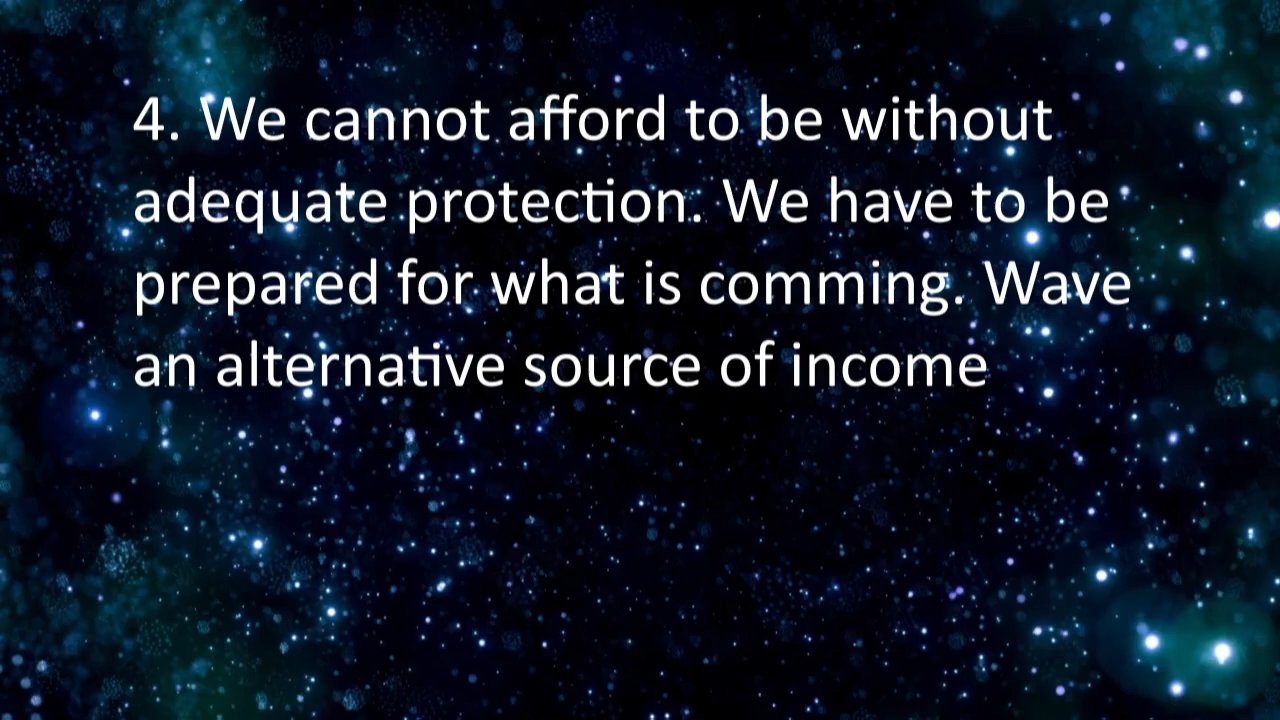 4. We cannot afford to be without
adequate protection. We have to be
prepared for what is comming. Wave
an alternative source of income